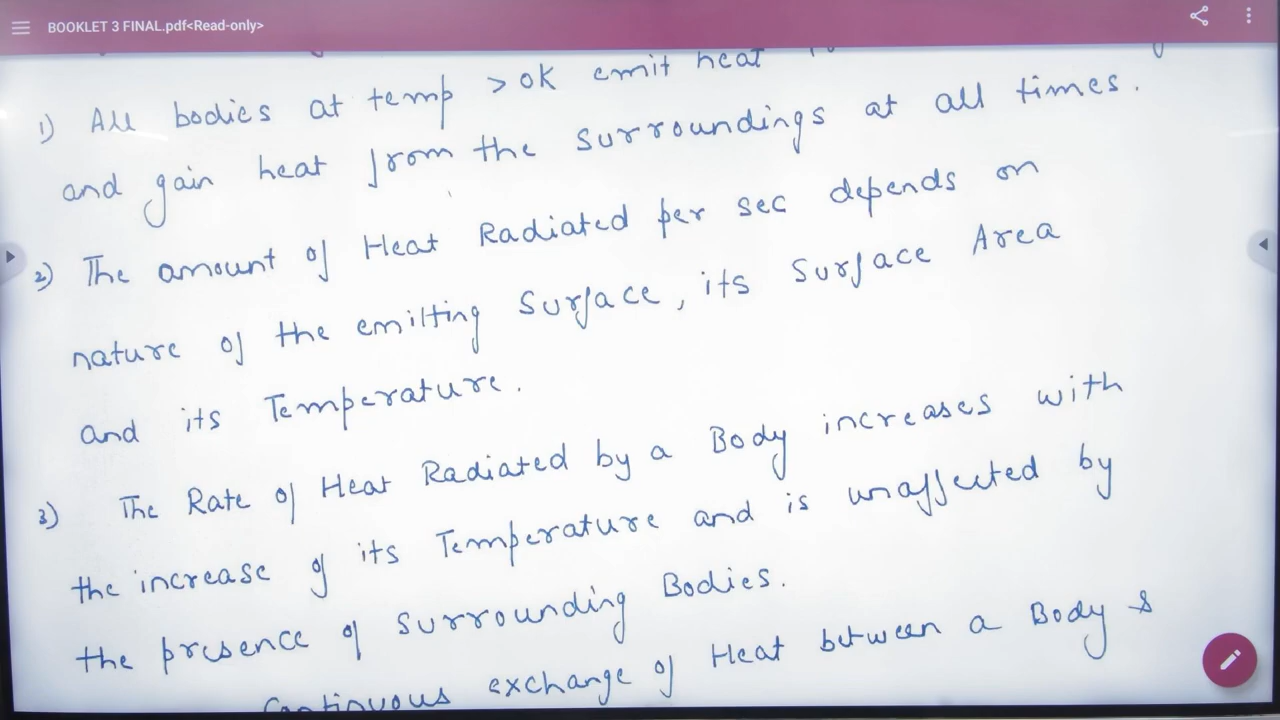 BOOKLET 3 FINAL.pdf<Read-only>
1) All bodies at temp > 0K emit heat
and gain heat from the surroundings at all times.
2) The amount of Heat Radiated per sec depends on
nature of the emitting Surface, its Surface Area
and its Temperature.
3) The Rate of Heat Radiated by a Body increases with
the increase of its Temperature and is unaffected by
the presence of surrounding Bodies.
Continuous exchange of Heat between a Body &